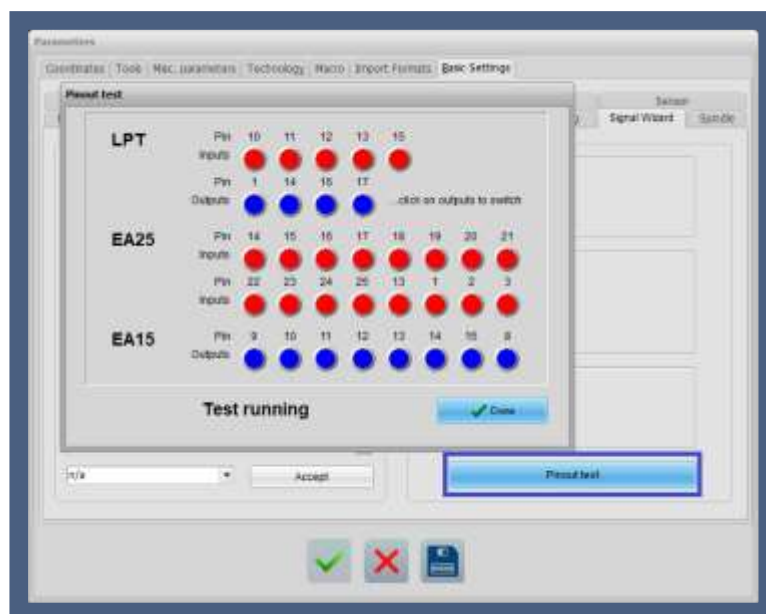 Parameters
Coordinates Tools Mec. parameters Technology Macro Import Formats Basic Settings
Pinout test
Sensor
Signal Wizard Spindle
LPT Pin 10 11 12 13 15
Inputs
Pin 1 14 16 17
Outputs ...click on outputs to switch
EA25 Pin 14 15 16 17 18 19 20 21
Inputs
Pin 22 23 24 25 13 1 2 3
Inputs
EA15 Pin 9 10 11 12 13 14 15 8
Outputs
Test running
n/a Accept Pinout test